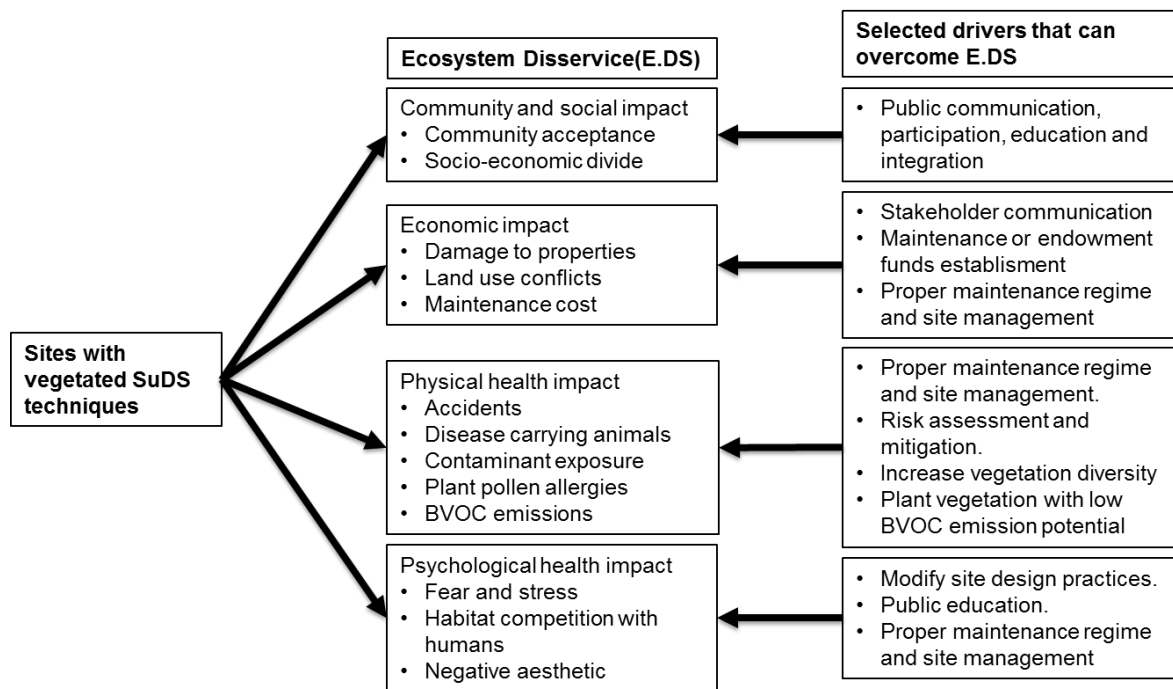 Sites with
vegetated SuDS
techniques
Ecosystem Disservice(E.DS)
Community and social impact
• Community acceptance
• Socio-economic divide
Economic impact
• Damage to properties
• Land use conflicts
• Maintenance cost
Physical health impact
• Accidents
• Disease carrying animals
• Contaminant exposure
• Plant pollen allergies
• BVOC emissions
Psychological health impact
• Fear and stress
• Habitat competition with
humans
• Negative aesthetic
Selected drivers that can
overcome E.DS
• Public communication,
participation, education and
integration
• Stakeholder communication
• Maintenance or endowment
funds establisment
• Proper maintenance regime
and site management
• Proper maintenance regime
and site management.
• Risk assessment and
mitigation.
• Increase vegetation diversity
• Plant vegetation with low
BVOC emission potential
• Modify site design practices.
• Public education.
• Proper maintenance regime
and site management